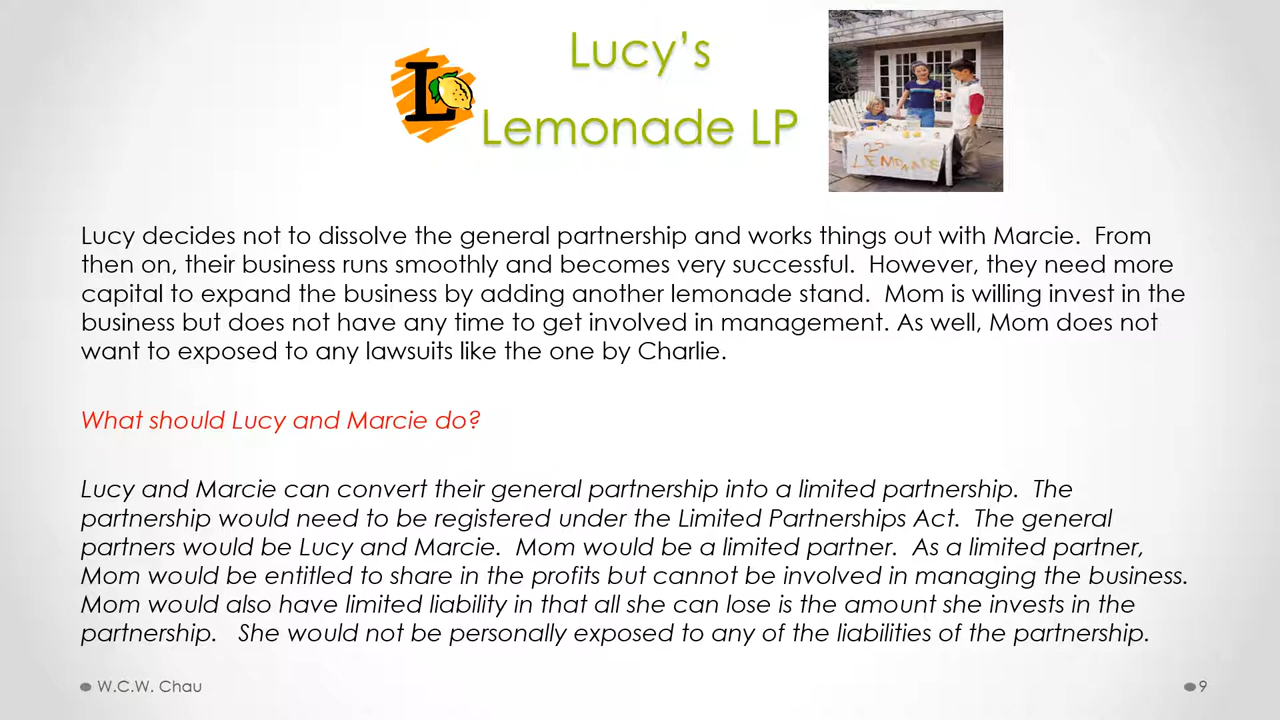 Lucy's
Lemonade LP
L
22
LEMONADE
Lucy decides not to dissolve the general partnership and works things out with Marcie.  From
then on, their business runs smoothly and becomes very successful.  However, they need more
capital to expand the business by adding another lemonade stand.  Mom is willing invest in the
business but does not have any time to get involved in management. As well, Mom does not
want to exposed to any lawsuits like the one by Charlie.
What should Lucy and Marcie do?
Lucy and Marcie can convert their general partnership into a limited partnership.  The
partnership would need to be registered under the Limited Partnerships Act.  The general
partners would be Lucy and Marcie.  Mom would be a limited partner.  As a limited partner,
Mom would be entitled to share in the profits but cannot be involved in managing the business.
Mom would also have limited liability in that all she can lose is the amount she invests in the
partnership.   She would not be personally exposed to any of the liabilities of the partnership.
W.C.W. Chau
9